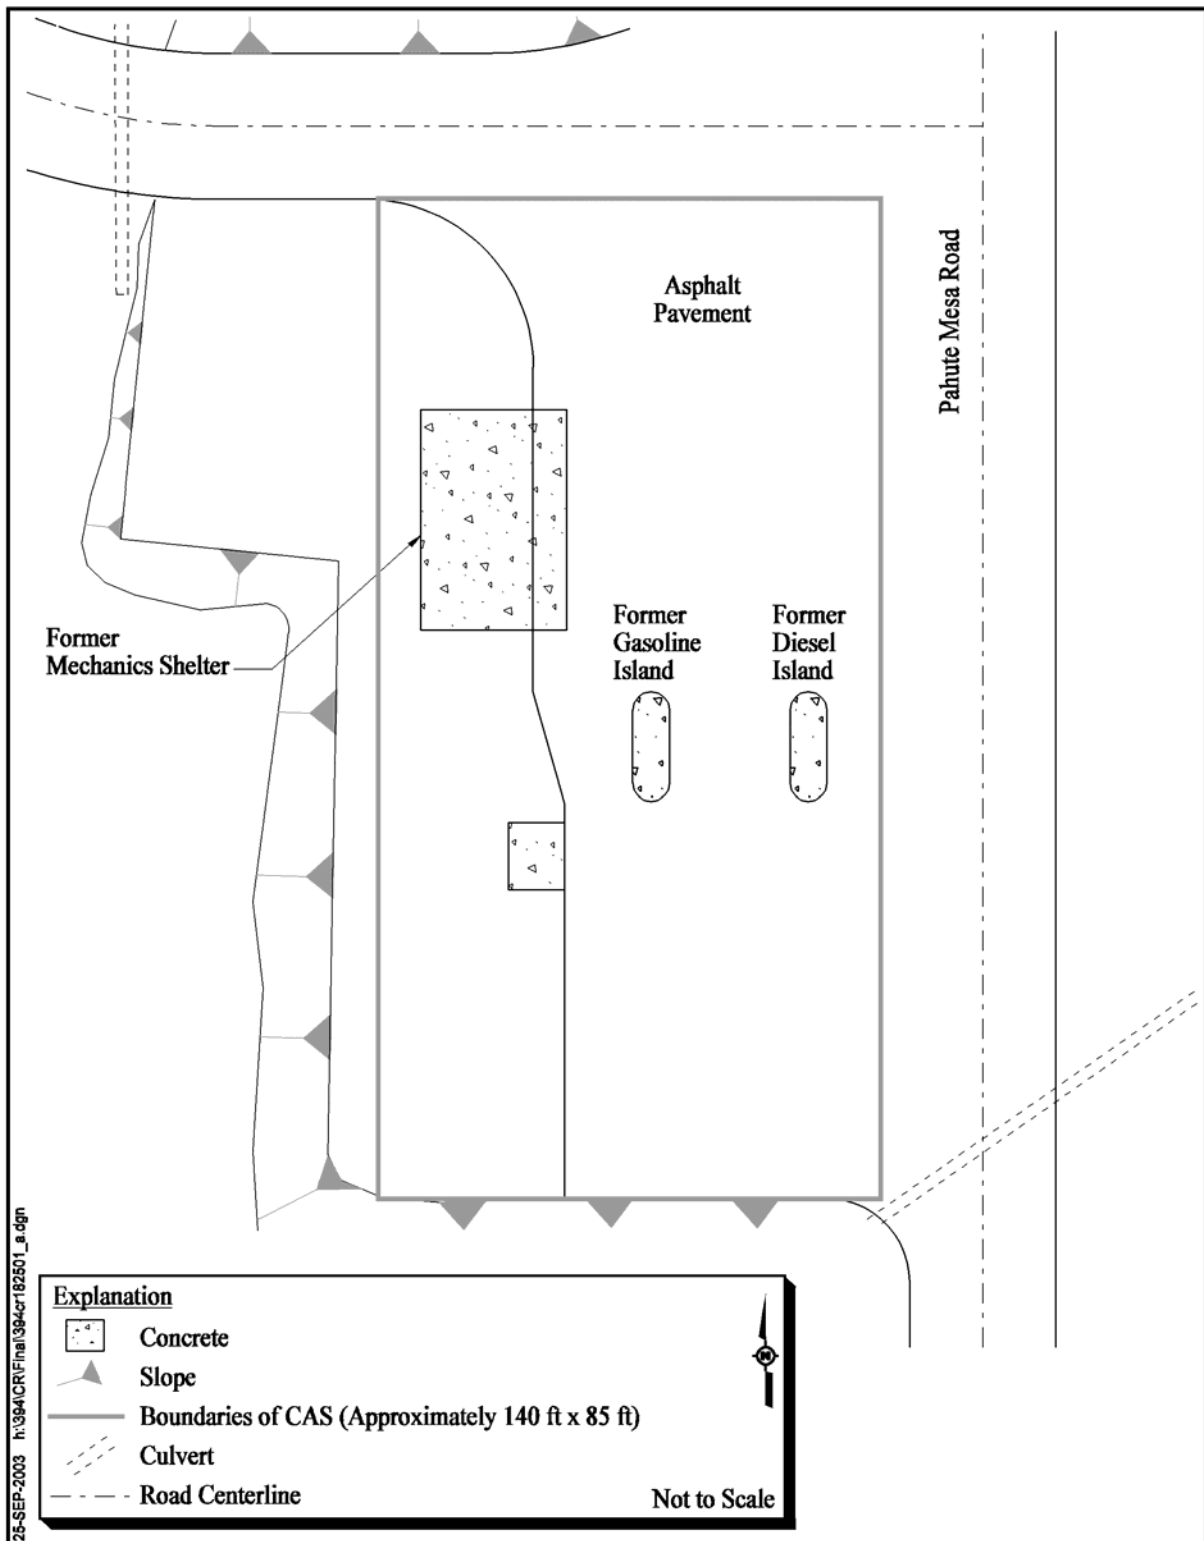 Asphalt
Pavement
Pahute Mesa Road
Former
Gasoline
Island
Former
Diesel
Island
Former
Mechanics Shelter
Explanation
Concrete
Slope
Boundaries of CAS (Approximately 140 ft x 85 ft)
Culvert
Road Centerline
N
Not to Scale
25-SEP-2003 h:\394\CR\Final\394cr182501_a.dgn